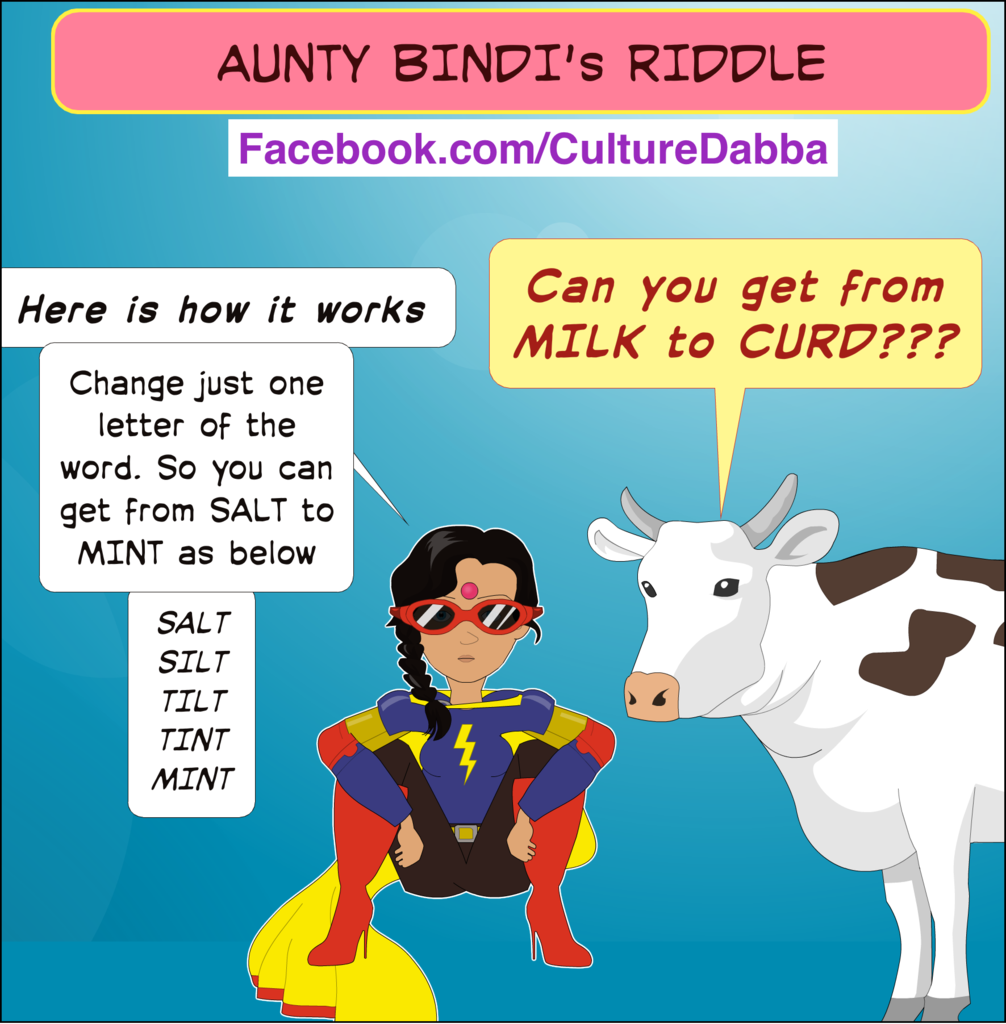 AUNTY BINDI's RIDDLE
Facebook.com/CultureDabba
Here is how it works
Change just one
letter of the
word. So you can
get from SALT to
MINT as below
SALT
SILT
TILT
TINT
MINT
Can you get from
MILK to CURD???